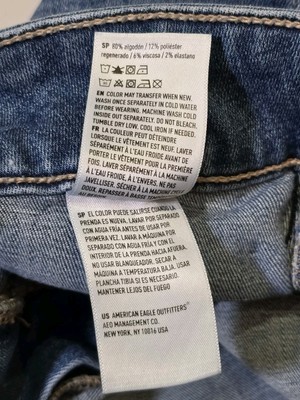 SP 80% algodón / 12% poliéster
regenerado / 6% viscosa / 2% elastano
EN COLOR MAY TRANSFER WHEN NEW.
WASH ONCE SEPARATELY IN COLD WATER
BEFORE WEARING. MACHINE WASH COLD
INSIDE OUT SEPARATELY. DO NOT BLEACH.
TUMBLE DRY LOW. COOL IRON IF NEEDED.
FR LA COULEUR PEUT DÉTEINDRE
LORSQUE LE VÊTEMENT EST NEUF. LAVER
SÉPARÉMENT À L'EAU FROIDE AVANT DE
PORTER LE VÊTEMENT POUR LA PREMIÈRE
FOIS. LAVER SÉPARÉMENT À LA MACHINE
À L'EAU FROIDE À L'ENVERS. NE PAS
JAVELLISER. SÉCHER À LA MACHINE CYCLE
DOUX. REPASSER À BASSE
SP EL COLOR PUEDE SALIRSE CUANDO LA
PRENDA ES NUEVA. LAVAR POR SEPARADO
CON AGUA FRÍA ANTES DE USAR POR
PRIMERA VEZ. LAVAR A MÁQUINA POR
SEPARADO CON AGUA FRÍA CON EL
INTERIOR DE LA PRENDA HACIA AFUERA.
NO USAR BLANQUEADOR. SECAR A
MÁQUINA A TEMPERATURA BAJA. USAR
PLANCHA TIBIA SI ES NECESARIO.
MANTENER LEJOS DEL FUEGO
US AMERICAN EAGLE OUTFITTERS®
AEO MANAGEMENT CO.
NEW YORK, NY 10016 USA